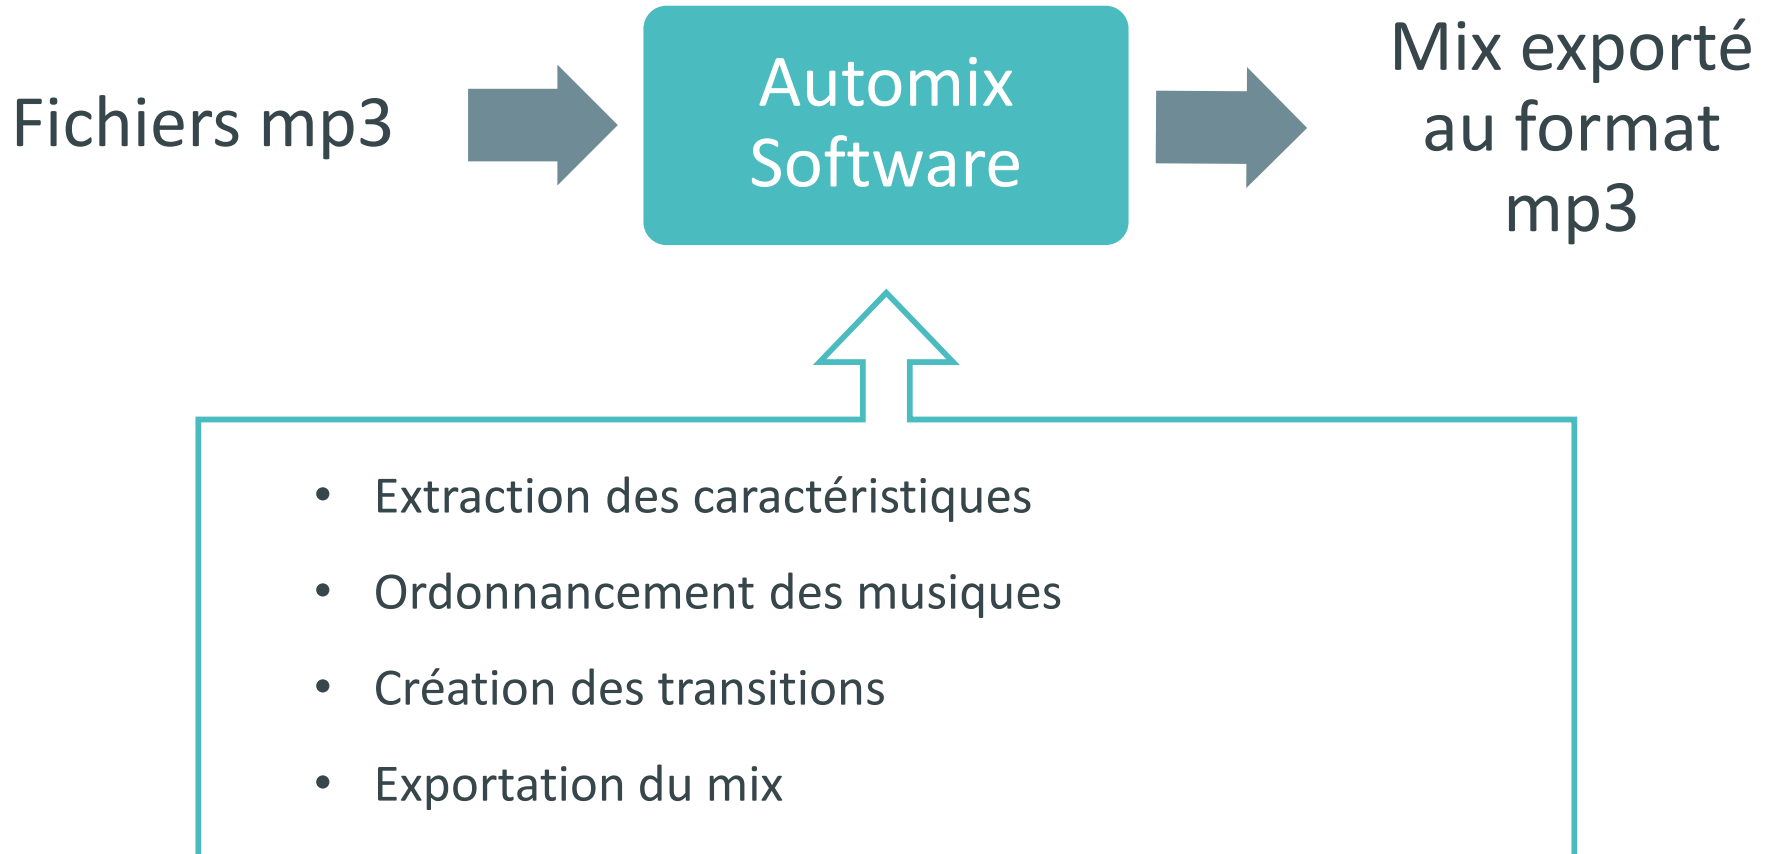 Fichiers mp3
Automix
Software
Mix exporté
au format
mp3
• Extraction des caractéristiques
• Ordonnancement des musiques
• Création des transitions
• Exportation du mix